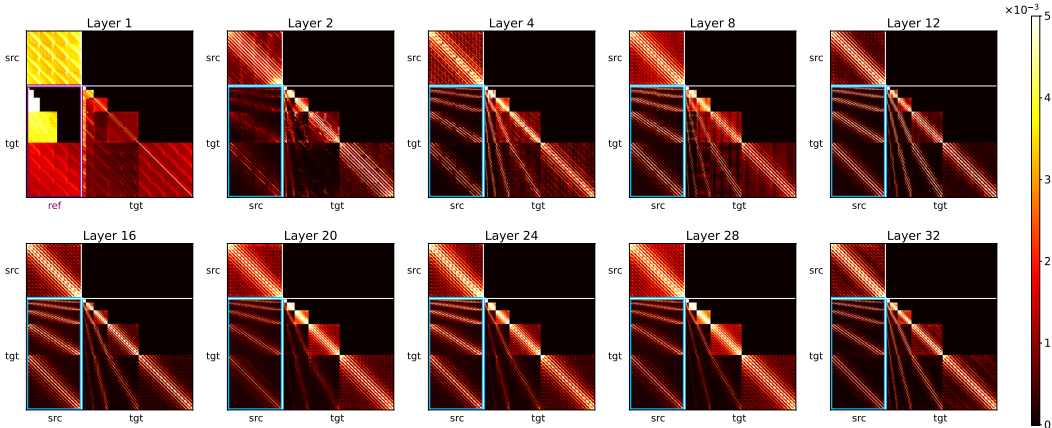 Layer 1
Layer 2
Layer 4
Layer 8
Layer 12
×10⁻³
5
src
src
src
src
src
4
tgt
tgt
tgt
tgt
tgt
3
ref tgt
src tgt
src tgt
src tgt
src tgt
Layer 16
Layer 20
Layer 24
Layer 28
Layer 32
2
src
src
src
src
src
1
tgt
tgt
tgt
tgt
tgt
src tgt
src tgt
src tgt
src tgt
src tgt
0